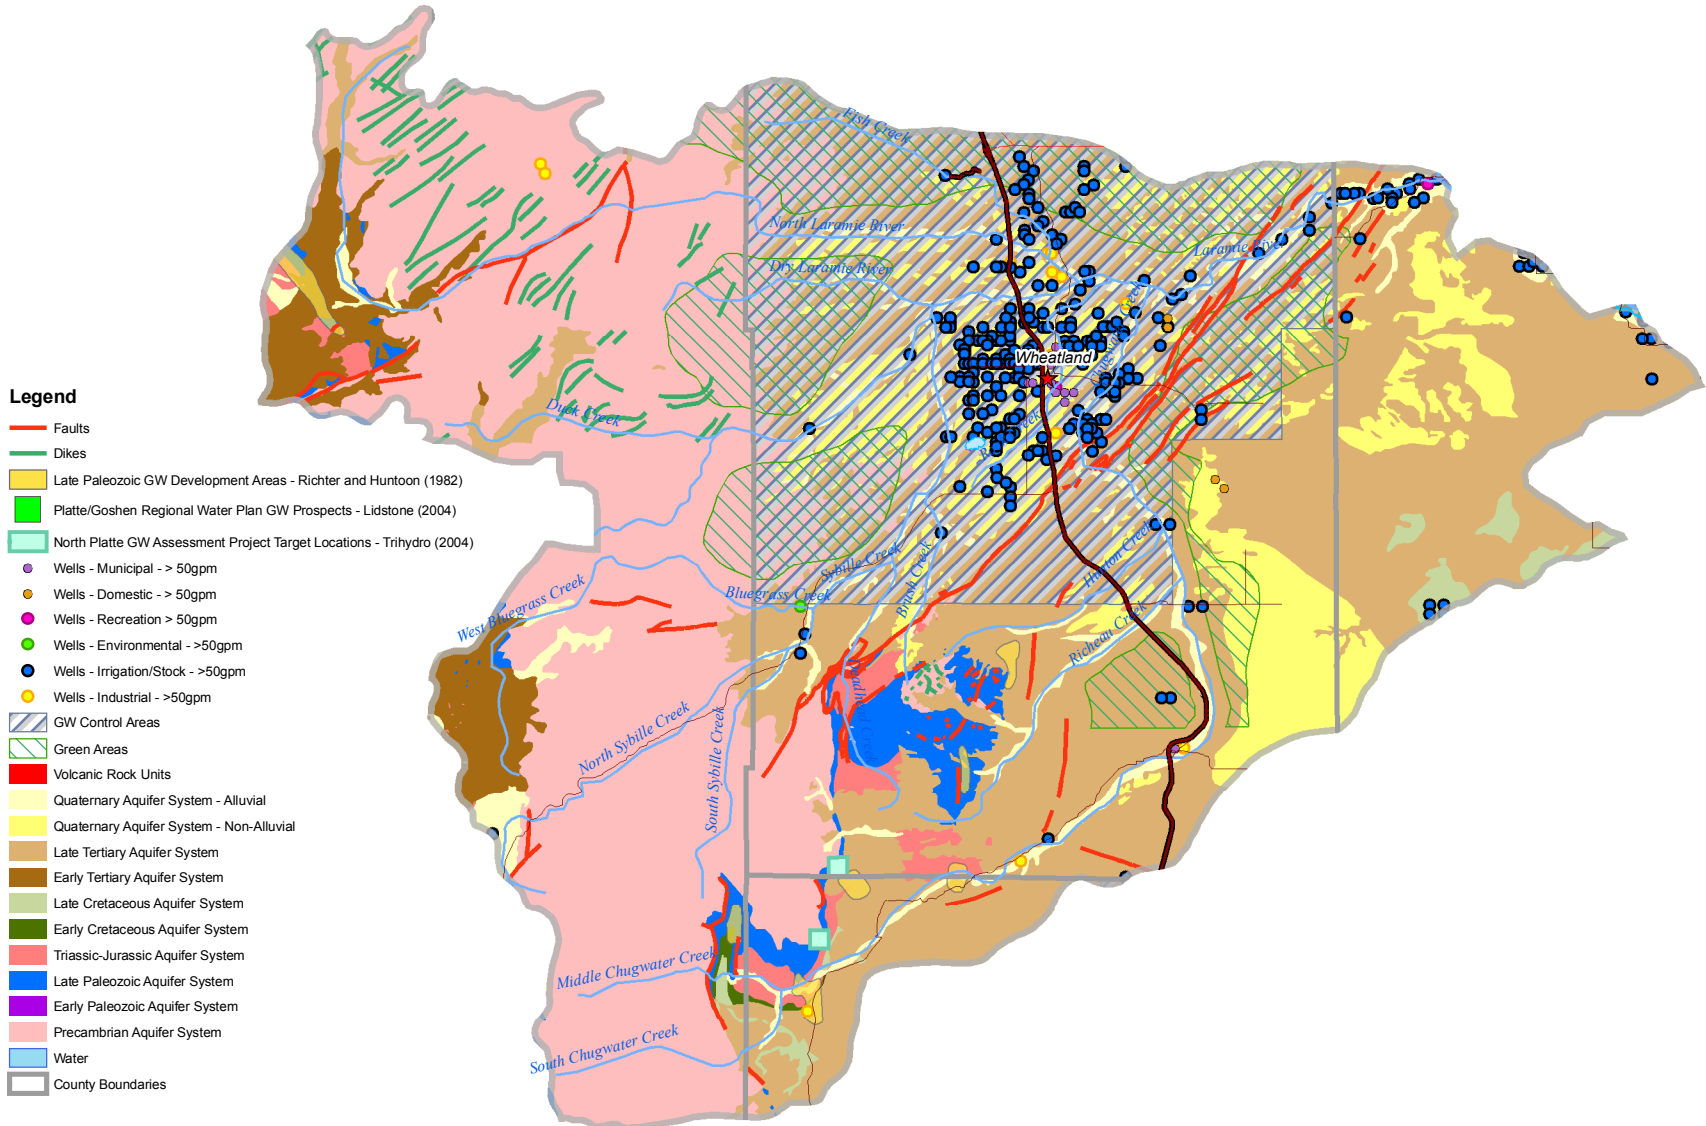 Fish Creek
North Laramie River
Dry Laramie River
Laramie River
Chugwater Creek
Wheatland
Duck Creek
Legend
Faults
Dikes
Late Paleozoic GW Development Areas - Richter and Huntoon (1982)
Platte/Goshen Regional Water Plan GW Prospects - Lidstone (2004)
North Platte GW Assessment Project Target Locations - Trihydro (2004)
Wells - Municipal - > 50gpm
Wells - Domestic - > 50gpm
Wells - Recreation > 50gpm
Wells - Environmental - >50gpm
Wells - Irrigation/Stock - >50gpm
Wells - Industrial - >50gpm
GW Control Areas
Green Areas
Volcanic Rock Units
Quaternary Aquifer System - Alluvial
Quaternary Aquifer System - Non-Alluvial
Late Tertiary Aquifer System
Early Tertiary Aquifer System
Late Cretaceous Aquifer System
Early Cretaceous Aquifer System
Triassic-Jurassic Aquifer System
Late Paleozoic Aquifer System
Early Paleozoic Aquifer System
Precambrian Aquifer System
Water
County Boundaries
Sybille Creek
Brush Creek
Hunton Creek
Bluegrass Creek
West Bluegrass Creek
Richeau Creek
Deadhead Creek
North Sybille Creek
South Sybille Creek
Middle Chugwater Creek
South Chugwater Creek